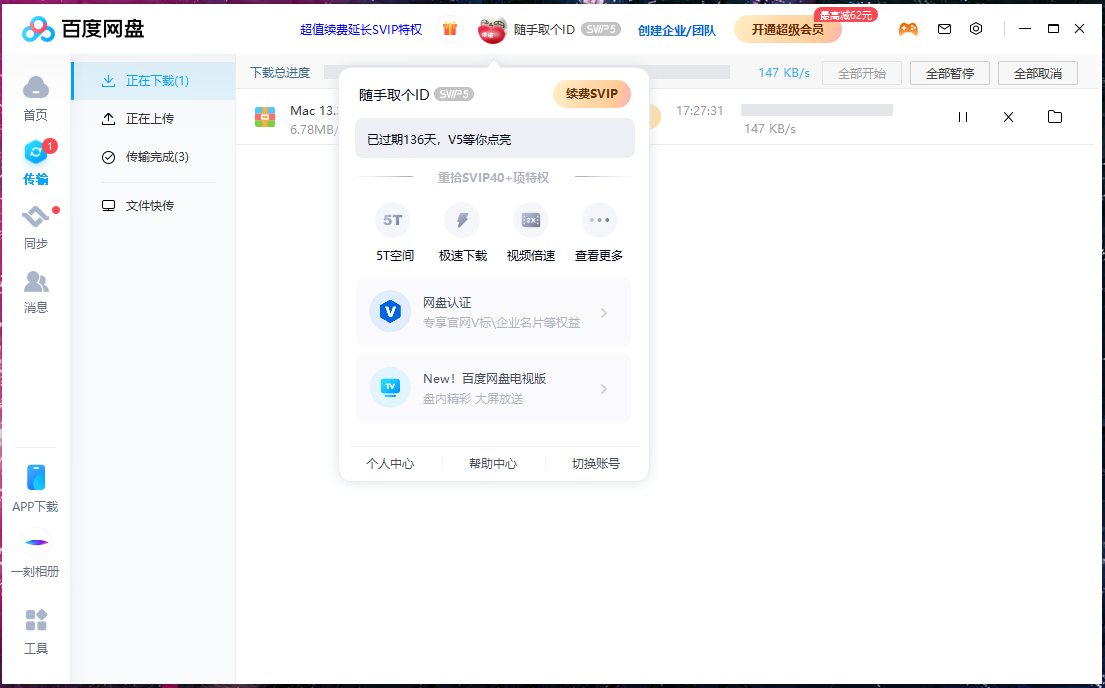 百度网盘
超值续费延长SVIP特权
随手取个ID
SVIP5
创建企业/团队
开通超级会员
最高减62元
首页
传输
1
同步
消息
APP下载
一刻相册
工具
正在下载(1)
正在上传
传输完成(3)
文件快传
下载总进度
147 KB/s
全部开始
全部暂停
全部取消
Mac 13.
6.78MB/
17:27:31
147 KB/s
随手取个ID
SVIP5
续费SVIP
已过期136天，V5等你点亮
重拾SVIP40+项特权
5T
2X
5T空间
极速下载
视频倍速
查看更多
V
网盘认证
专享官网V标\企业名片等权益
TV
New！百度网盘电视版
盘内精彩 大屏放送
个人中心
帮助中心
切换账号